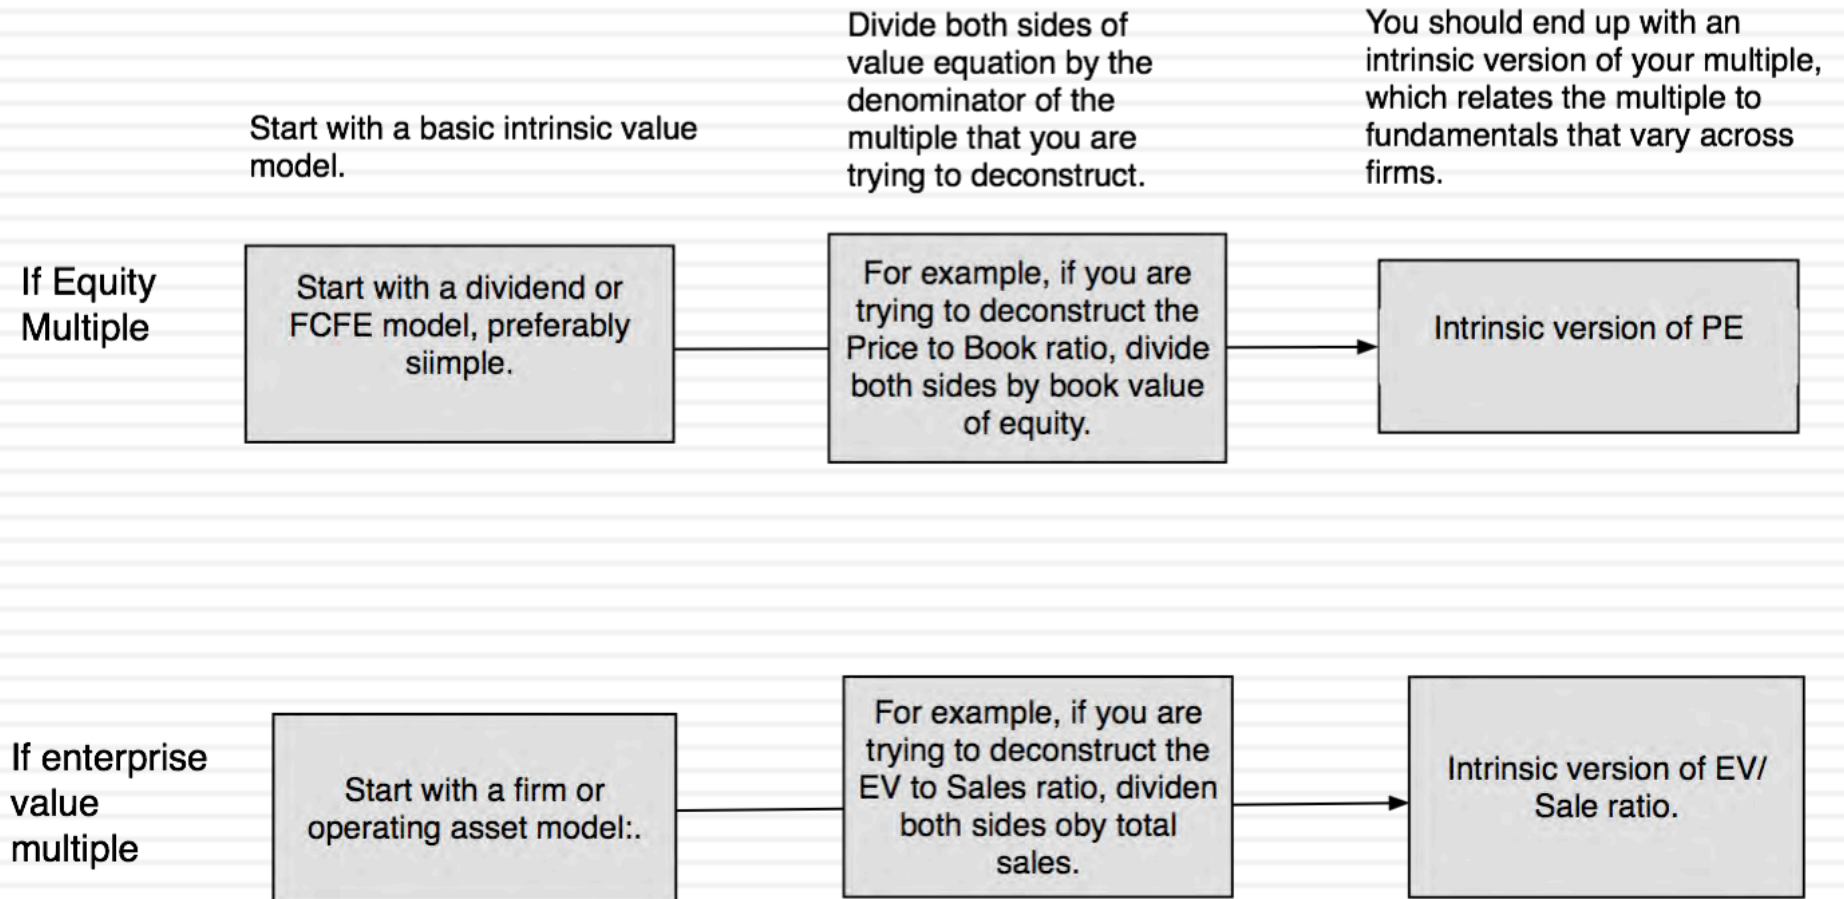 Start with a basic intrinsic value
model.
Divide both sides of
value equation by the
denominator of the
multiple that you are
trying to deconstruct.
You should end up with an
intrinsic version of your multiple,
which relates the multiple to
fundamentals that vary across
firms.
If Equity
Multiple
Start with a dividend or
FCFE model, preferably
siimple.
For example, if you are
trying to deconstruct the
Price to Book ratio, divide
both sides by book value
of equity.
Intrinsic version of PE
If enterprise
value
multiple
Start with a firm or
operating asset model:.
For example, if you are
trying to deconstruct the
EV to Sales ratio, dividen
both sides oby total
sales.
Intrinsic version of EV/
Sale ratio.